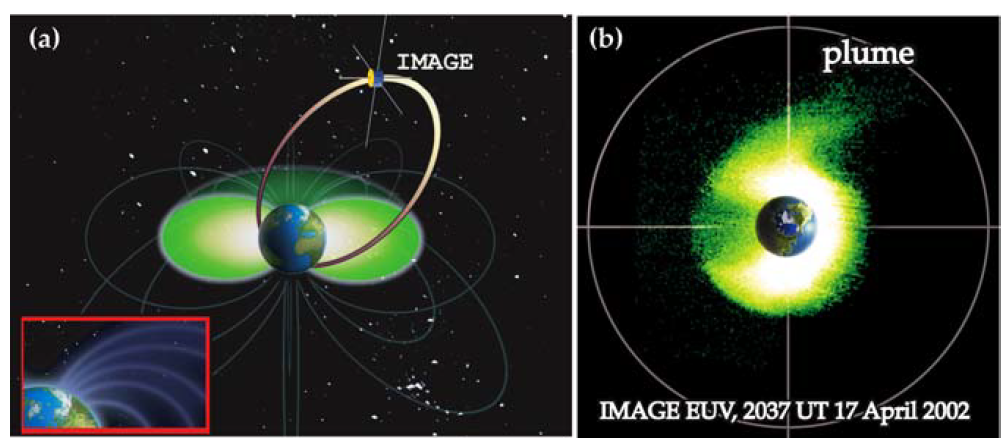 (a)
IMAGE
(b)
plume
IMAGE EUV, 2037 UT 17 April 2002